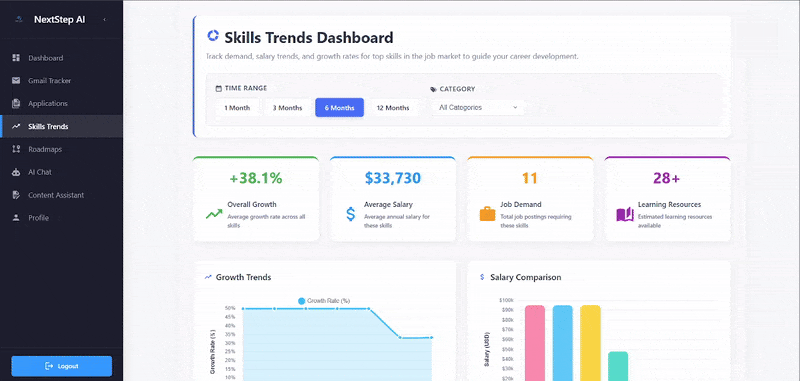 NextStep AI
Dashboard
Gmail Tracker
Applications
Skills Trends
Roadmaps
AI Chat
Content Assistant
Profile
Logout
Skills Trends Dashboard
Track demand, salary trends, and growth rates for top skills in the job market to guide your career development.
TIME RANGE
1 Month
3 Months
6 Months
12 Months
CATEGORY
All Categories
+38.1%
Overall Growth
Average growth rate across all
skills
$33,730
Average Salary
Average annual salary for
these skills
11
Job Demand
Total job postings requiring
these skills
28+
Learning Resources
Estimated learning resources
available
Growth Trends
Growth Rate (%)
50%
45%
40%
35%
30%
25%
20%
15%
10%
Growth Rate (%)
Salary Comparison
$100k
$90k
$80k
$70k
$60k
$50k
$40k
$30k
$20k
Salary (USD)